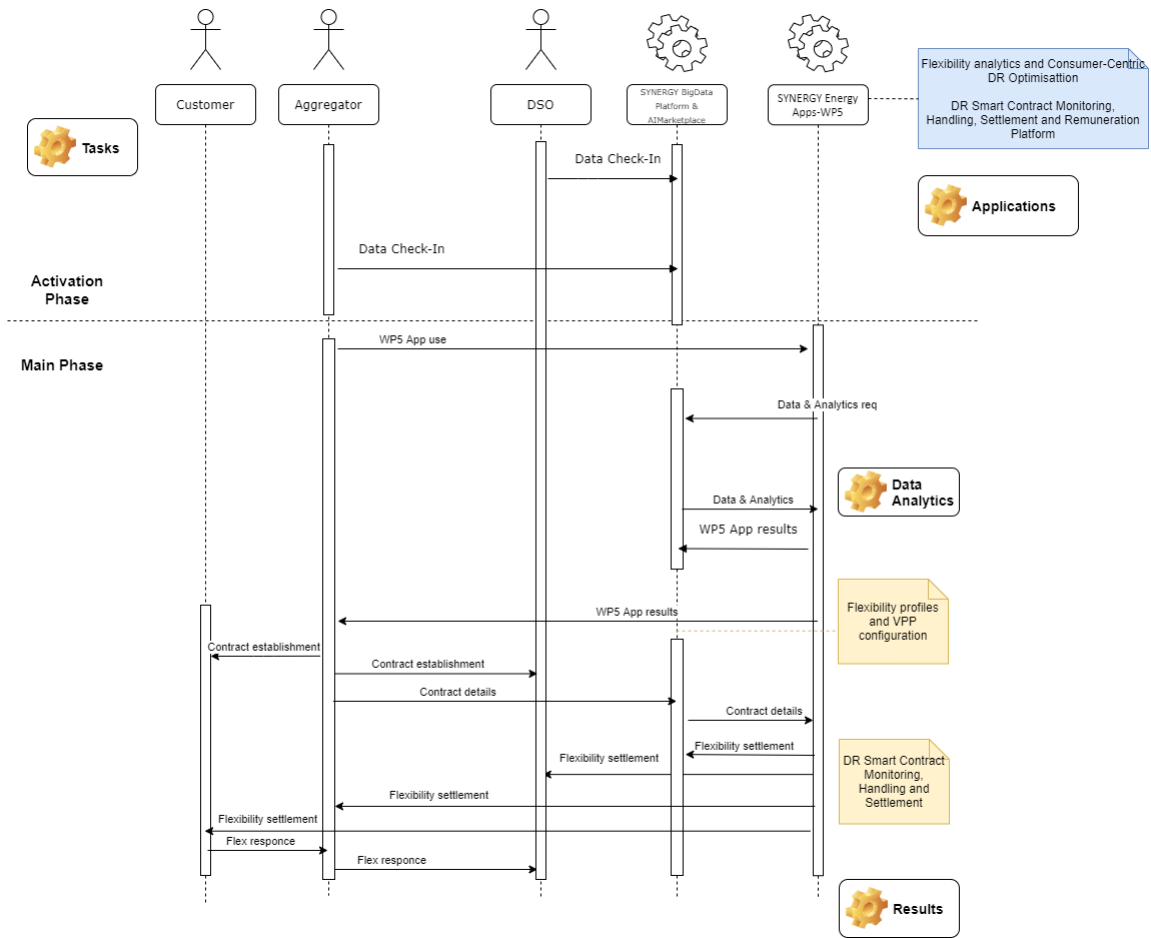 Customer
Aggregator
DSO
SYNERGY BigData
Platform &
AIMarketplace
SYNERGY Energy
Apps-WP5
Flexibility analytics and Consumer-Centric
DR Optimisattion
DR Smart Contract Monitoring,
Handling, Settlement and Remuneration
Platform
Tasks
Data Check-In
Applications
Data Check-In
Activation
Phase
Main Phase
WP5 App use
Data & Analytics req
Data
Analytics
Data & Analytics
WP5 App results
WP5 App results
Flexibility profiles
and VPP
configuration
Contract establishment
Contract establishment
Contract details
Contract details
Flexibility settlement
Flexibility settlement
DR Smart Contract
Monitoring,
Handling and
Settlement
Flexibility settlement
Flexibility settlement
Flex responce
Flex responce
Results